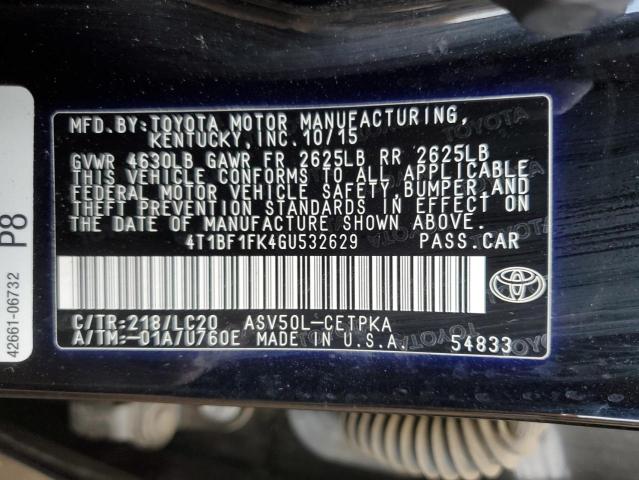 MFD.BY:TOYOTA MOTOR MANUFACTURING,
KENTUCKY,INC.10/15
GVWR 4630LB GAWR FR 2625LB RR 2625LB
THIS VEHICLE CONFORMS TO ALL APPLICABLE
FEDERAL MOTOR VEHICLE SAFETY,BUMPER AND
THEFT PREVENTION STANDARDS IN EFFECT ON
THE DATE OF MANUFACTURE SHOWN ABOVE.
4T1BF1FK4GU532629 PASS.CAR
C/TR:218/LC20 ASV50L-CETPKA
A/TM:-01A/U760E MADE IN U.S.A. 54833
TOYOTA
P8
42661-06732